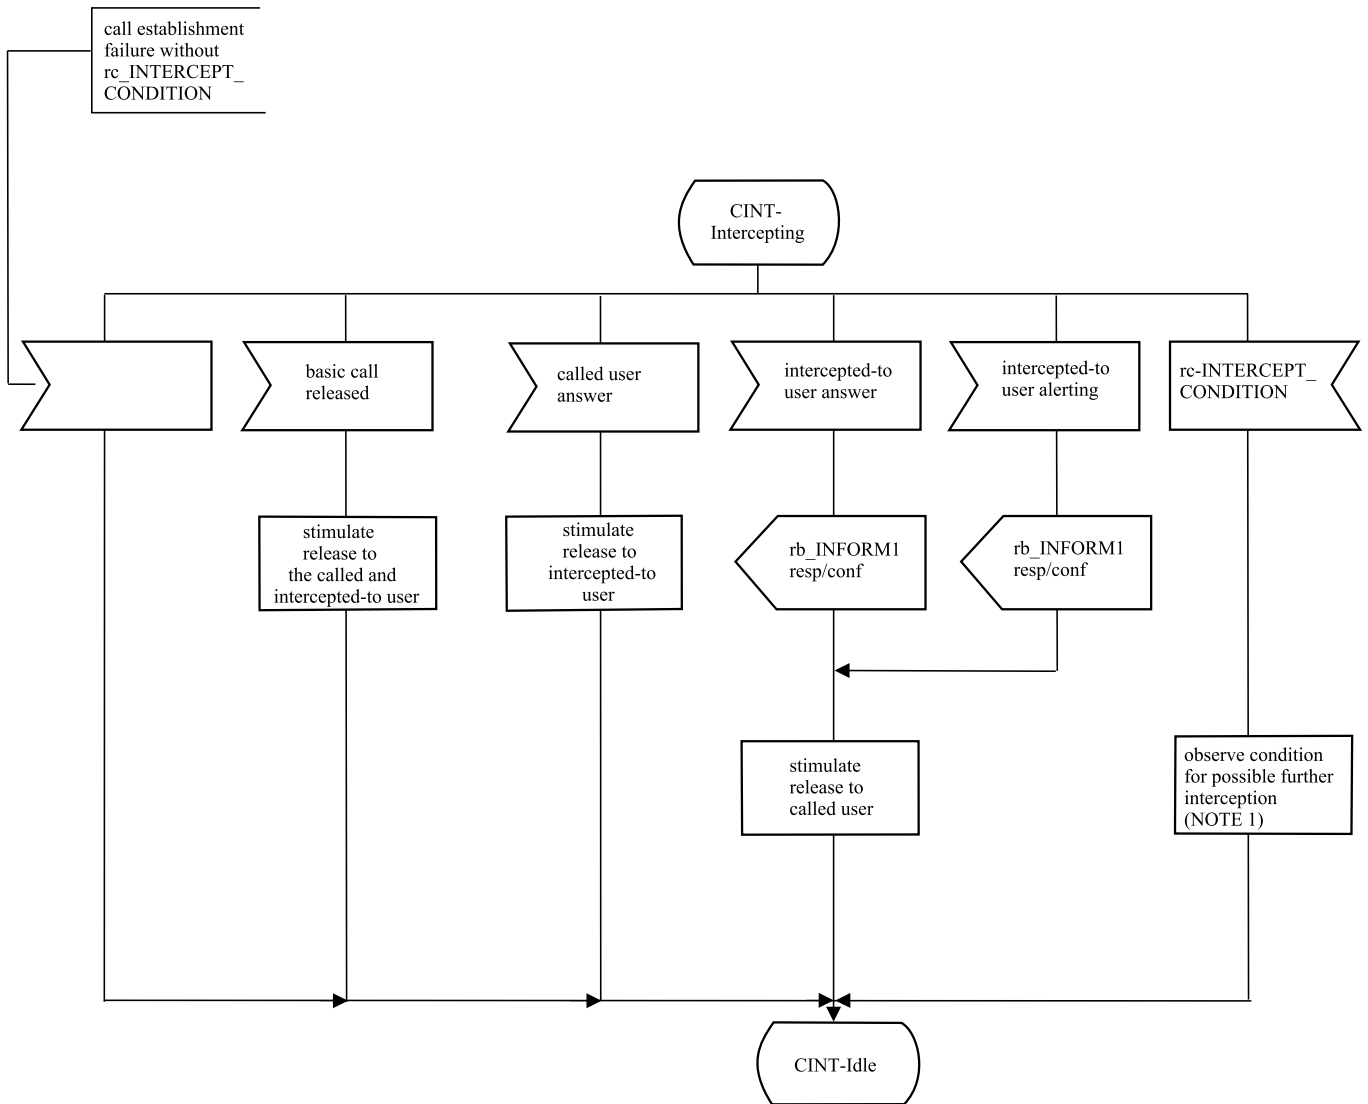 call establishment
failure without
rc_INTERCEPT_
CONDITION
CINT-
Intercepting
basic call
released
called user
answer
intercepted-to
user answer
intercepted-to
user alerting
rc-INTERCEPT_
CONDITION
stimulate
release to
the called and
intercepted-to user
stimulate
release to
intercepted-to
user
rb_INFORM1
resp/conf
rb_INFORM1
resp/conf
stimulate
release to
called user
observe condition
for possible further
interception
(NOTE 1)
CINT-Idle